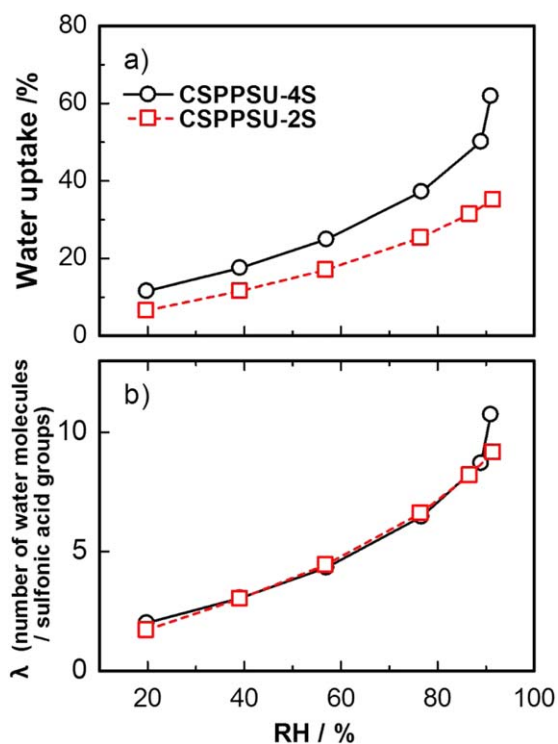 80
60
40
20
0
Water uptake /%
a)
CSPPSU-4S
CSPPSU-2S
10
5
0
λ (number of water molecules
/ sulfonic acid groups)
b)
20
40
60
80
100
RH / %